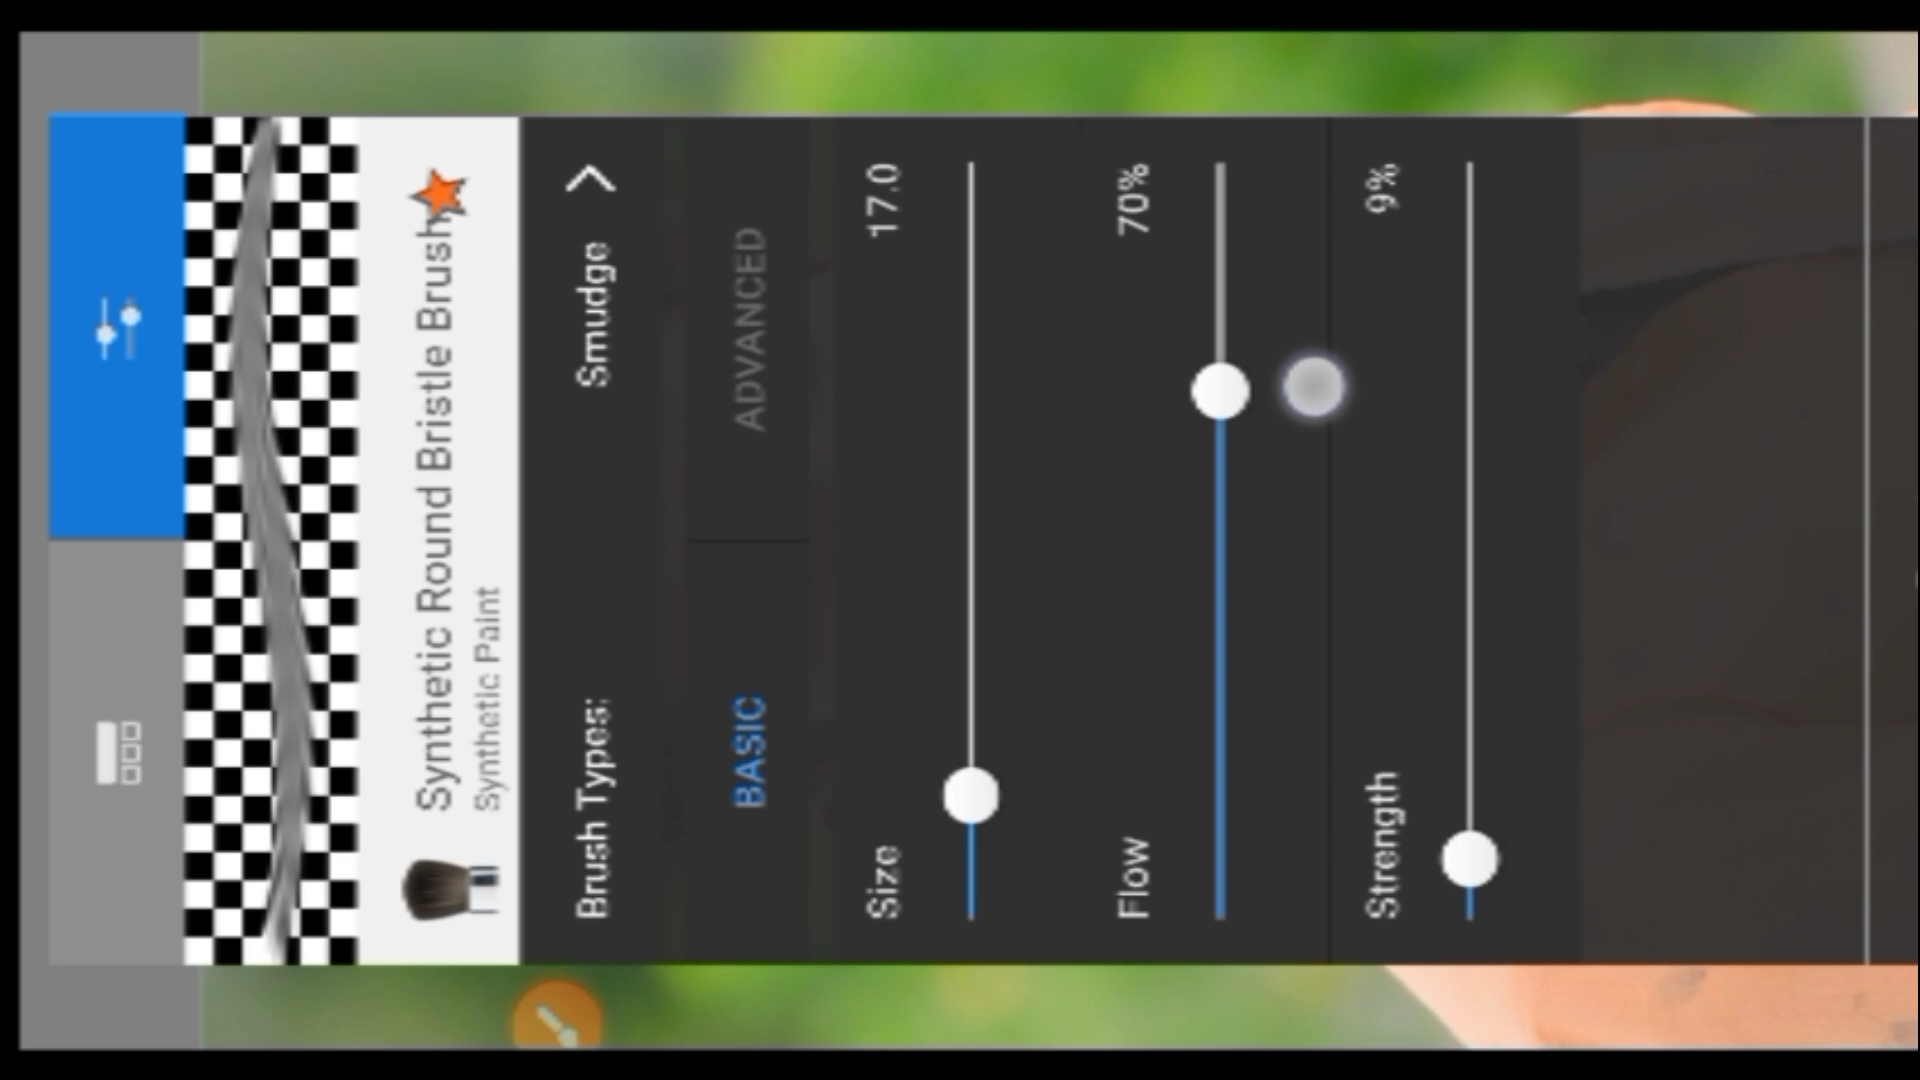 Synthetic Round Bristle Brush
Synthetic Paint
Brush Types: Smudge
BASIC ADVANCED
Size 17.0
Flow 70%
Strength 9%